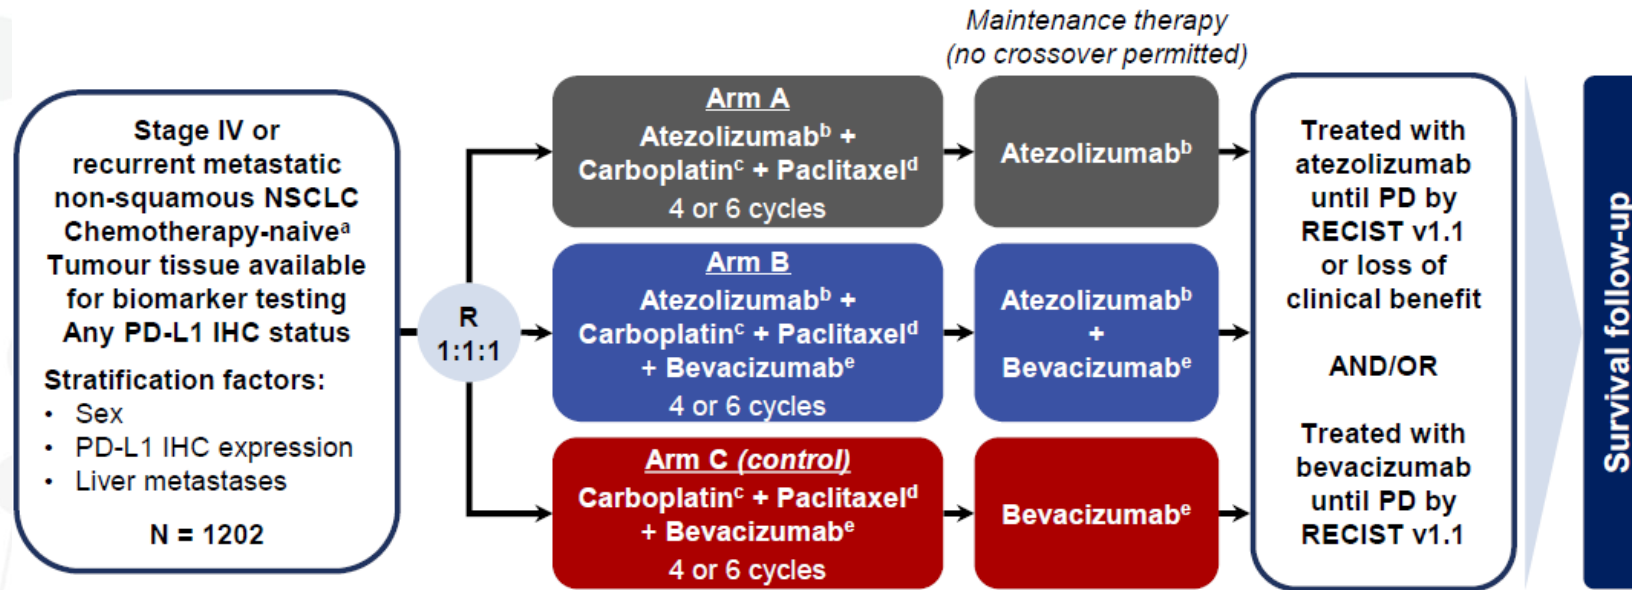 Maintenance therapy
(no crossover permitted)
Stage IV or
recurrent metastatic
non-squamous NSCLC
Chemotherapy-naiveᵃ
Tumour tissue available
for biomarker testing
Any PD-L1 IHC status
Stratification factors:
• Sex
• PD-L1 IHC expression
• Liver metastases
N = 1202
R
1:1:1
Arm A
Atezolizumabᵇ +
Carboplatinᶜ + Paclitaxelᵈ
4 or 6 cycles
Atezolizumabᵇ
Arm B
Atezolizumabᵇ +
Carboplatinᶜ + Paclitaxelᵈ
+ Bevacizumabᵉ
4 or 6 cycles
Atezolizumabᵇ
+
Bevacizumabᵉ
Arm C (control)
Carboplatinᶜ + Paclitaxelᵈ
+ Bevacizumabᵉ
4 or 6 cycles
Bevacizumabᵉ
Treated with
atezolizumab
until PD by
RECIST v1.1
or loss of
clinical benefit
AND/OR
Treated with
bevacizumab
until PD by
RECIST v1.1
Survival follow-up